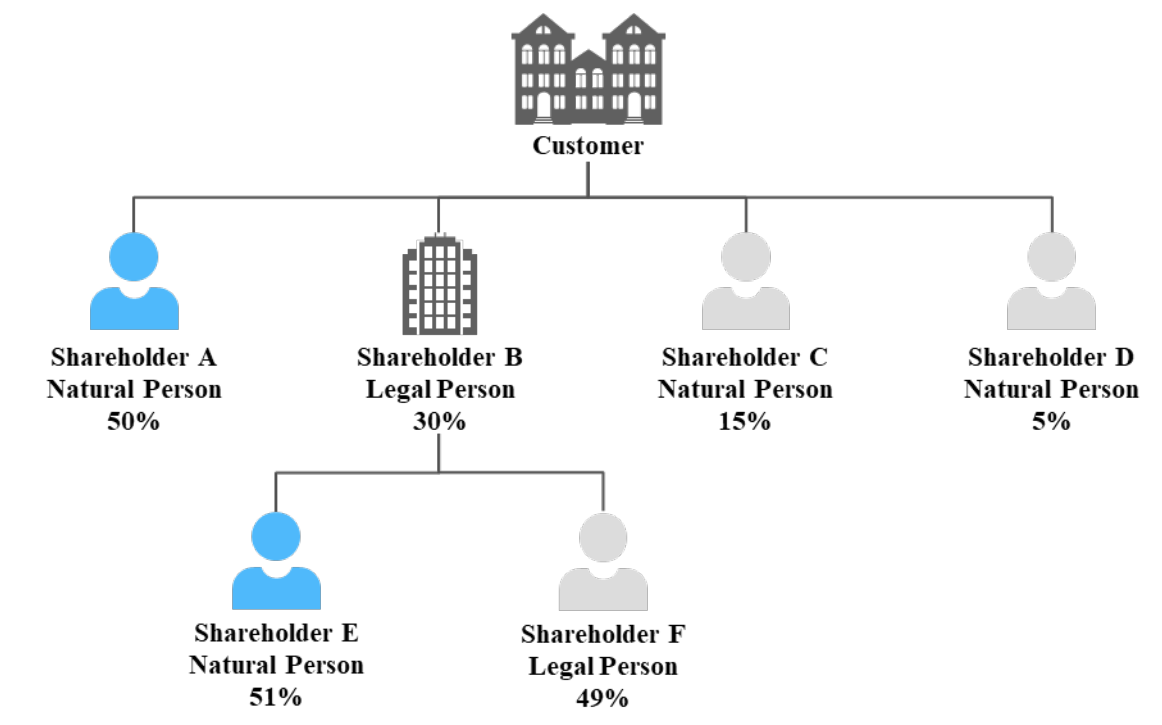 Customer
Shareholder A
Natural Person
50%
Shareholder B
Legal Person
30%
Shareholder C
Natural Person
15%
Shareholder D
Natural Person
5%
Shareholder E
Natural Person
51%
Shareholder F
Legal Person
49%